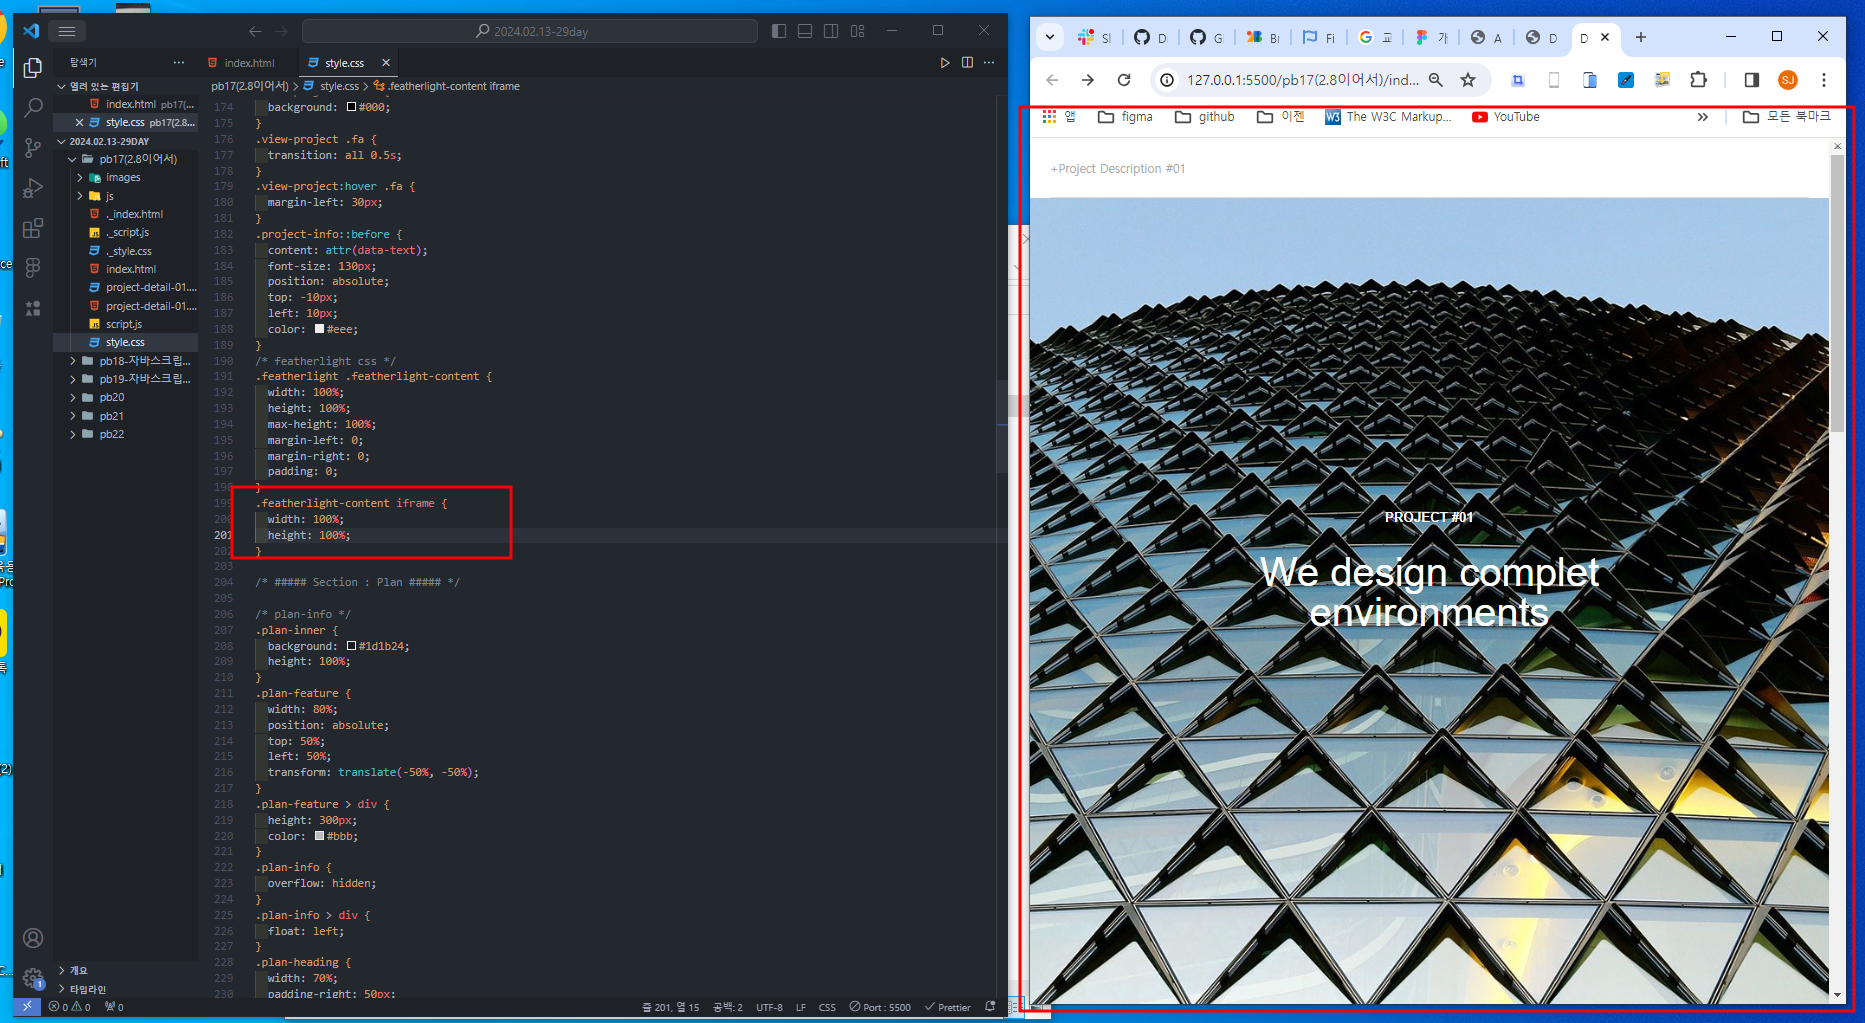 2024.02.13-29day
탐색기
index.html
style.css
열려 있는 편집기
index.html pb17(2....
style.css pb17(2.8...
2024.02.13-29DAY
pb17(2.8이어서)
images
js
._index.html
._script.js
._style.css
index.html
project-detail-01....
project-detail-01....
script.js
style.css
pb18-자바스크립...
pb19-자바스크립...
pb20
pb21
pb22
개요
타임라인
pb17(2.8이어서) > style.css > .featherlight-content iframe
174 background: #000;
175 }
176 .view-project .fa {
177 transition: all 0.5s;
178 }
179 .view-project:hover .fa {
180 margin-left: 30px;
181 }
182 .project-info::before {
183 content: attr(data-text);
184 font-size: 130px;
185 position: absolute;
186 top: -10px;
187 left: 10px;
188 color: #eee;
189 }
190 /* featherlight css */
191 .featherlight .featherlight-content {
192 width: 100%;
193 height: 100%;
194 max-height: 100%;
195 margin-left: 0;
196 margin-right: 0;
197 padding: 0;
198 }
199 .featherlight-content iframe {
200 width: 100%;
201 height: 100%;
202 }
203
204 /* ##### Section : Plan ##### */
205
206 /* plan-info */
207 .plan-inner {
208 background: #1d1b24;
209 height: 100%;
210 }
211 .plan-feature {
212 width: 80%;
213 position: absolute;
214 top: 50%;
215 left: 50%;
216 transform: translate(-50%, -50%);
217 }
218 .plan-feature > div {
219 height: 300px;
220 color: #bbb;
221 }
222 .plan-info {
223 overflow: hidden;
224 }
225 .plan-info > div {
226 float: left;
227 }
228 .plan-heading {
229 width: 70%;
230 padding-right: 50px;
0 0 0
줄 201, 열 15 공백: 2 UTF-8 LF CSS Port : 5500 Prettier
Sl D G Bi Fi 교 가 A D D
127.0.0.1:5500/pb17(2.8이어서)/ind...
SJ
앱 figma github 이젠 The W3C Markup... YouTube 모든 북마크
+Project Description #01
PROJECT #01
We design complet
environments